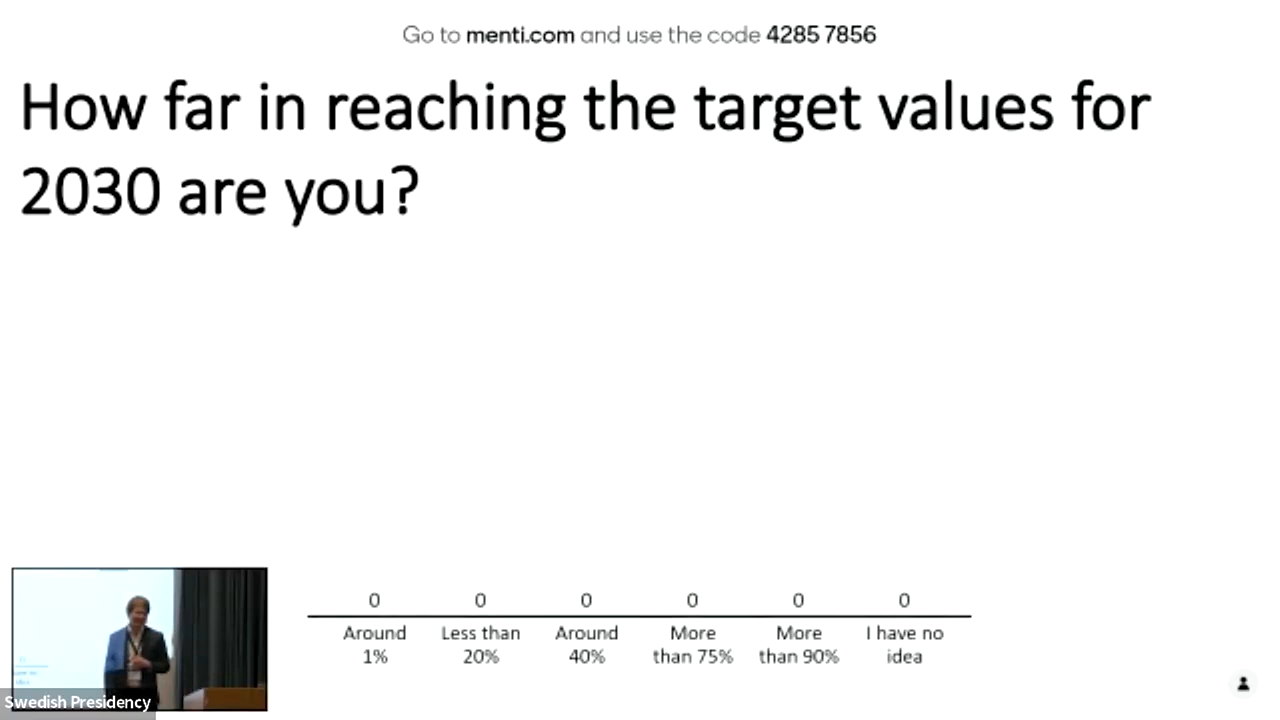 Go to menti.com and use the code 4285 7856
How far in reaching the target values for
2030 are you?
0 0 0 0 0 0
Around Less than Around More More I have no
1% 20% 40% than 75% than 90% idea
Swedish Presidency